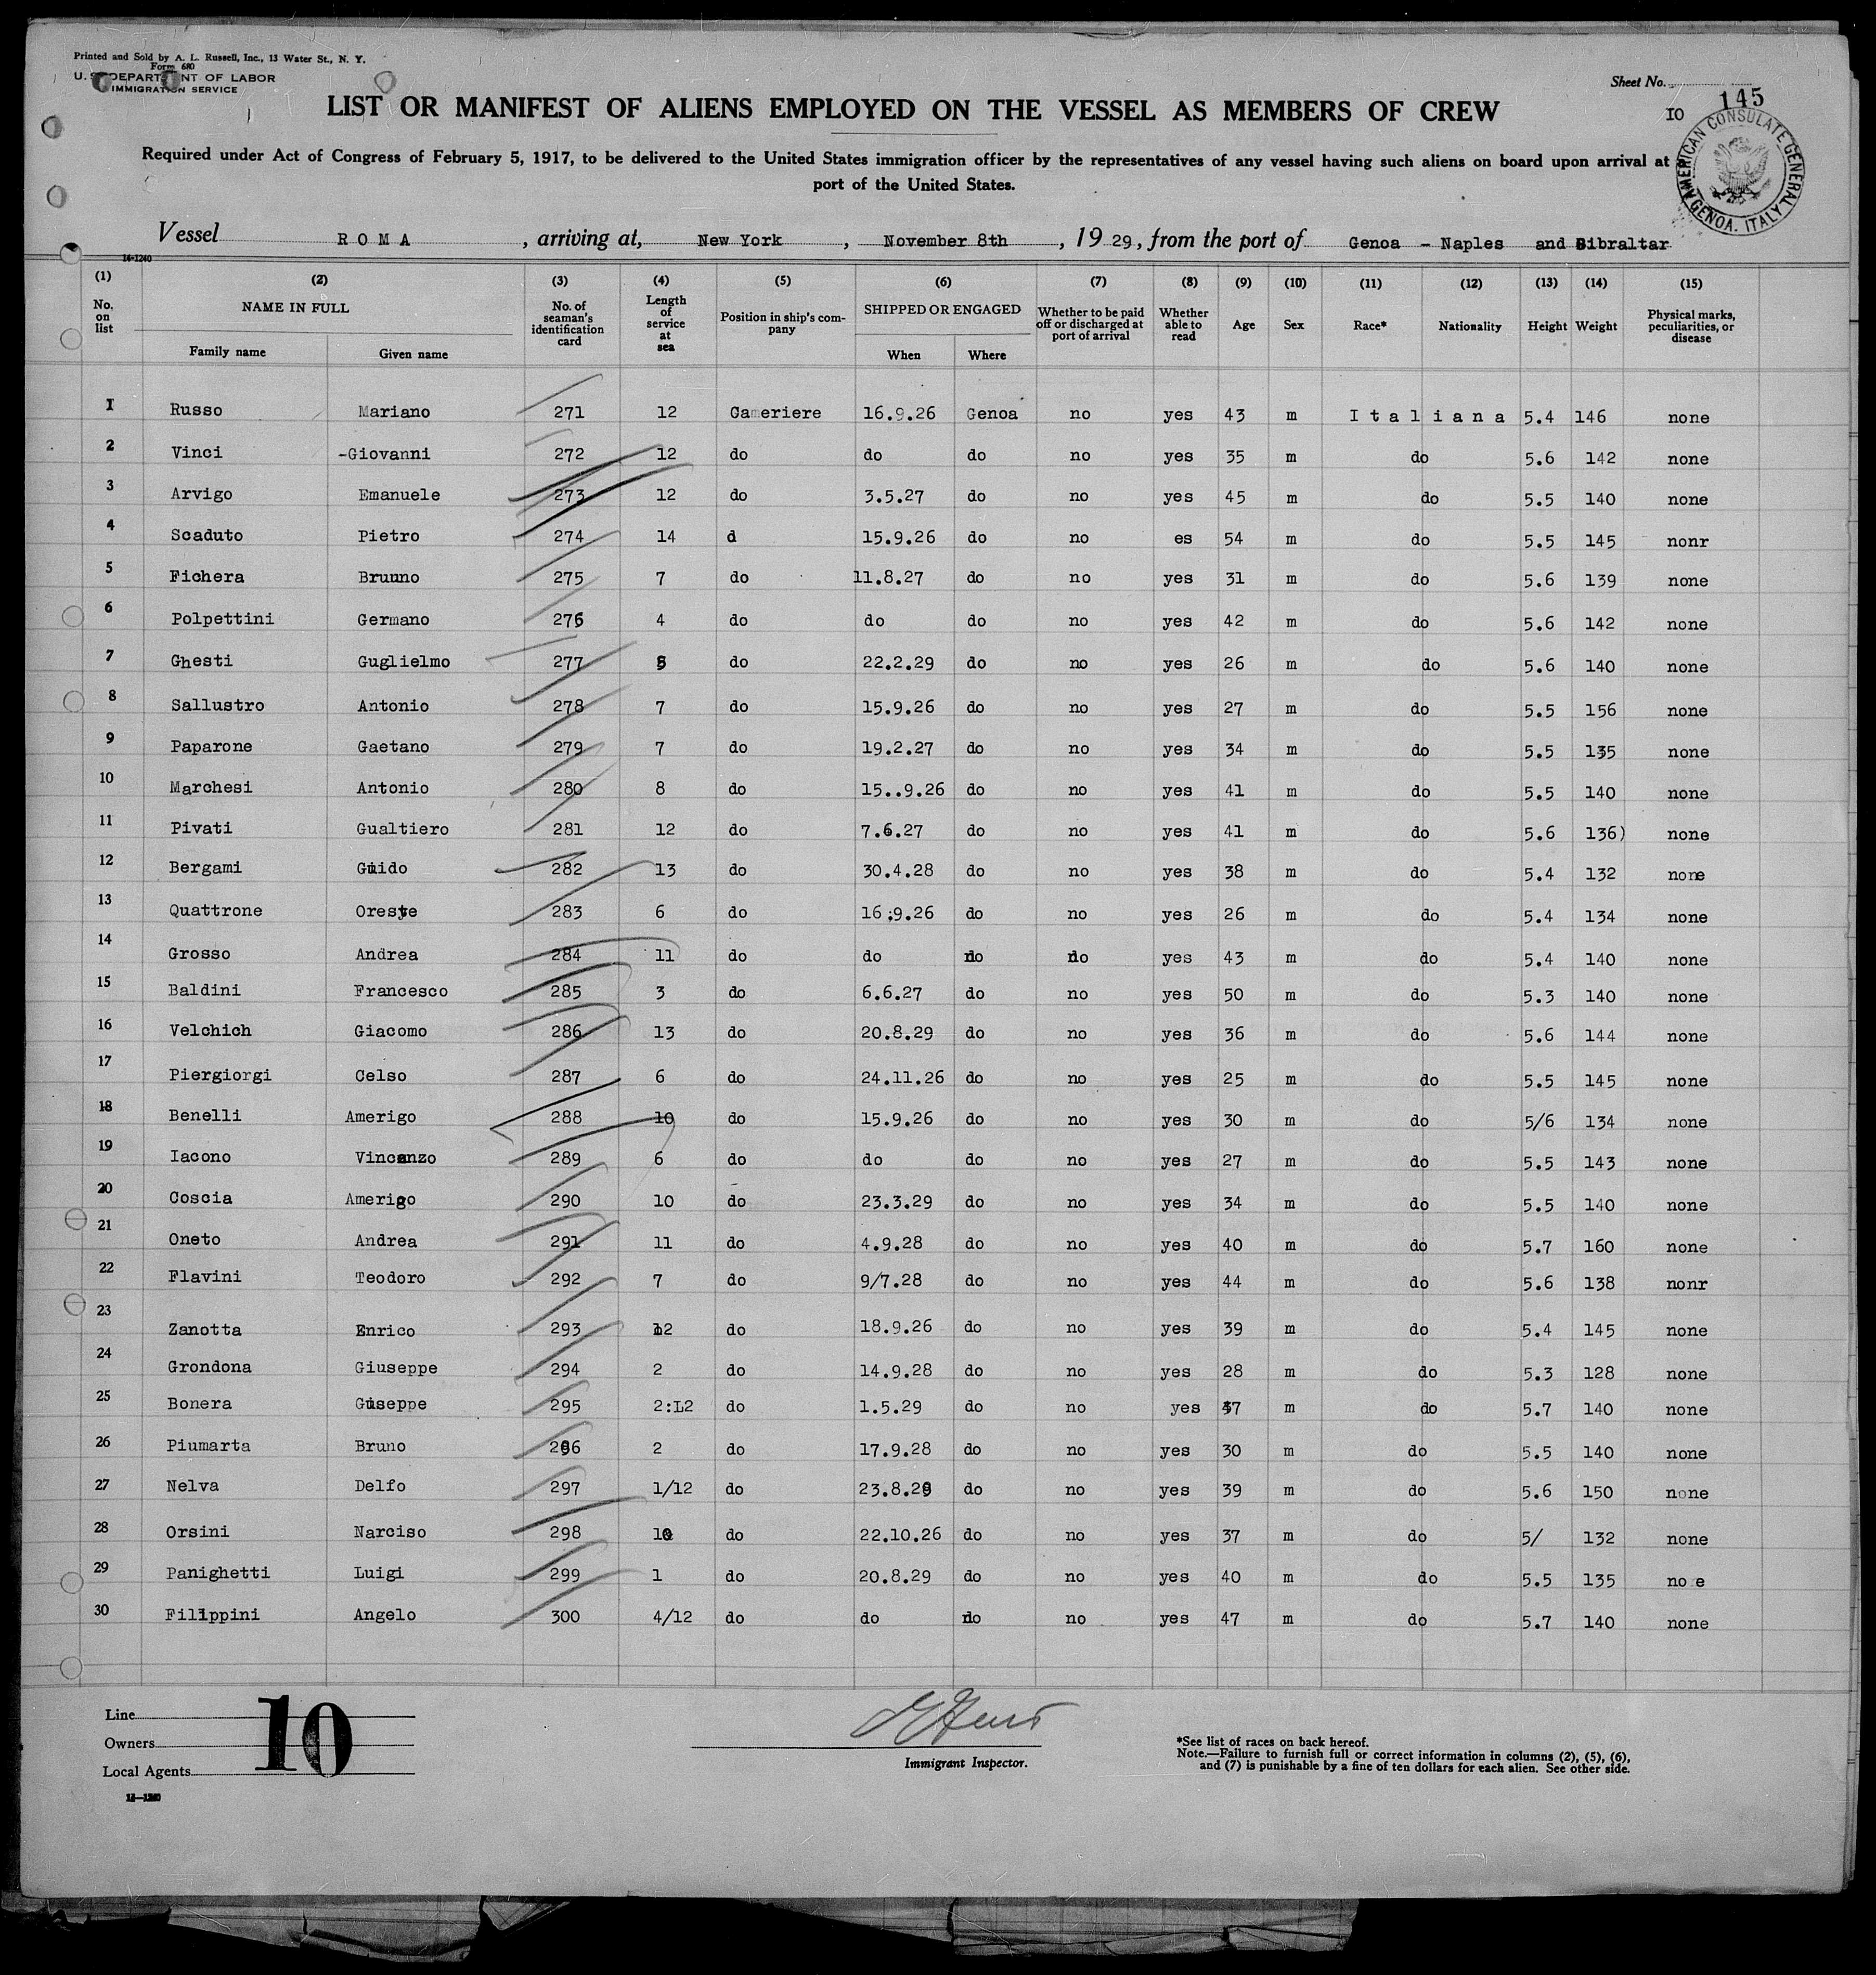 Printed and Sold by A. L. Russell, Inc., 13 Water St., N. Y.
Form 680
U. S. DEPARTMENT OF LABOR
IMMIGRATION SERVICE
Sheet No.
10 145
LIST OR MANIFEST OF ALIENS EMPLOYED ON THE VESSEL AS MEMBERS OF CREW
AMERICAN CONSULATE GENERAL GENOA. ITALY.
Required under Act of Congress of February 5, 1917, to be delivered to the United States immigration officer by the representatives of any vessel having such aliens on board upon arrival at
port of the United States.
Vessel ROMA , arriving at, New York , November 8th , 19 29, from the port of Genoa - Naples and Gibraltar
14-1240
(1) (2) (3) (4) (5) (6) (7) (8) (9) (10) (11) (12) (13) (14) (15)
No. on list NAME IN FULL Family name Given name No. of seaman's identification card Length of service at sea Position in ship's company SHIPPED OR ENGAGED When Where Whether to be paid off or discharged at port of arrival Whether able to read Age Sex Race* Nationality Height Weight Physical marks, peculiarities, or disease
1 Russo Mariano 271 12 Cameriere 16.9.26 Genoa no yes 43 m Italiana 5.4 146 none
2 Vinci -Giovanni 272 12 do do do no yes 35 m do 5.6 142 none
3 Arvigo Emanuele 273 12 do 3.5.27 do no yes 45 m do 5.5 140 none
4 Scaduto Pietro 274 14 d 15.9.26 do no es 54 m do 5.5 145 nonr
5 Fichera Brunno 275 7 do 11.8.27 do no yes 31 m do 5.6 139 none
6 Polpettini Germano 276 4 do do do no yes 42 m do 5.6 142 none
7 Ghesti Guglielmo 277 do 22.2.29 do no yes 26 m do 5.6 140 none
8 Sallustro Antonio 278 7 do 15.9.26 do no yes 27 m do 5.5 156 none
9 Paparone Gaetano 279 7 do 19.2.27 do no yes 34 m do 5.5 135 none
10 Marchesi Antonio 280 8 do 15..9.26 do no yes 41 m do 5.5 140 none
11 Pivati Gualtiero 281 12 do 7.6.27 do no yes 41 m do 5.6 136) none
12 Bergami Guido 282 13 do 30.4.28 do no yes 38 m do 5.4 132 none
13 Quattrone Oreste 283 6 do 16;9.26 do no yes 26 m do 5.4 134 none
14 Grosso Andrea 284 11 do do do no yes 43 m do 5.4 140 none
15 Baldini Francesco 285 3 do 6.6.27 do no yes 50 m do 5.3 140 none
16 Velchich Giacomo 286 13 do 20.8.29 do no yes 36 m do 5.6 144 none
17 Piergiorgi Celso 287 6 do 24.11.26 do no yes 25 m do 5.5 145 none
18 Benelli Amerigo 288 10 do 15.9.26 do no yes 30 m do 5/6 134 none
19 Iacono Vincenzo 289 6 do do do no yes 27 m do 5.5 143 none
20 Coscia Amerigo 290 10 do 23.3.29 do no yes 34 m do 5.5 140 none
21 Oneto Andrea 291 11 do 4.9.28 do no yes 40 m do 5.7 160 none
22 Flavini Teodoro 292 7 do 9/7.28 do no yes 44 m do 5.6 138 nonr
23 Zanotta Enrico 293 12 do 18.9.26 do no yes 39 m do 5.4 145 none
24 Grondona Giuseppe 294 2 do 14.9.28 do no yes 28 m do 5.3 128 none
25 Bonera Giuseppe 295 2:12 do 1.5.29 do no yes do 5.7 140 none
26 Piumarta Bruno 296 2 do 17.9.28 do no yes 30 m do 5.5 140 none
27 Nelva Delfo 297 1/12 do 23.8.29 do no yes 39 m do 5.6 150 none
28 Orsini Narciso 298 10 do 22.10.26 do no yes 37 m do 5/ 132 none
29 Panighetti Luigi 299 1 do 20.8.29 do no yes 40 m do 5.5 135 no e
30 Filippini Angelo 300 4/12 do do do no yes 47 m do 5.7 140 none
Line
Owners
Local Agents
10
14-1240
Immigrant Inspector.
*See list of races on back hereof.
Note.—Failure to furnish full or correct information in columns (2), (5), (6),
and (7) is punishable by a fine of ten dollars for each alien. See other side.